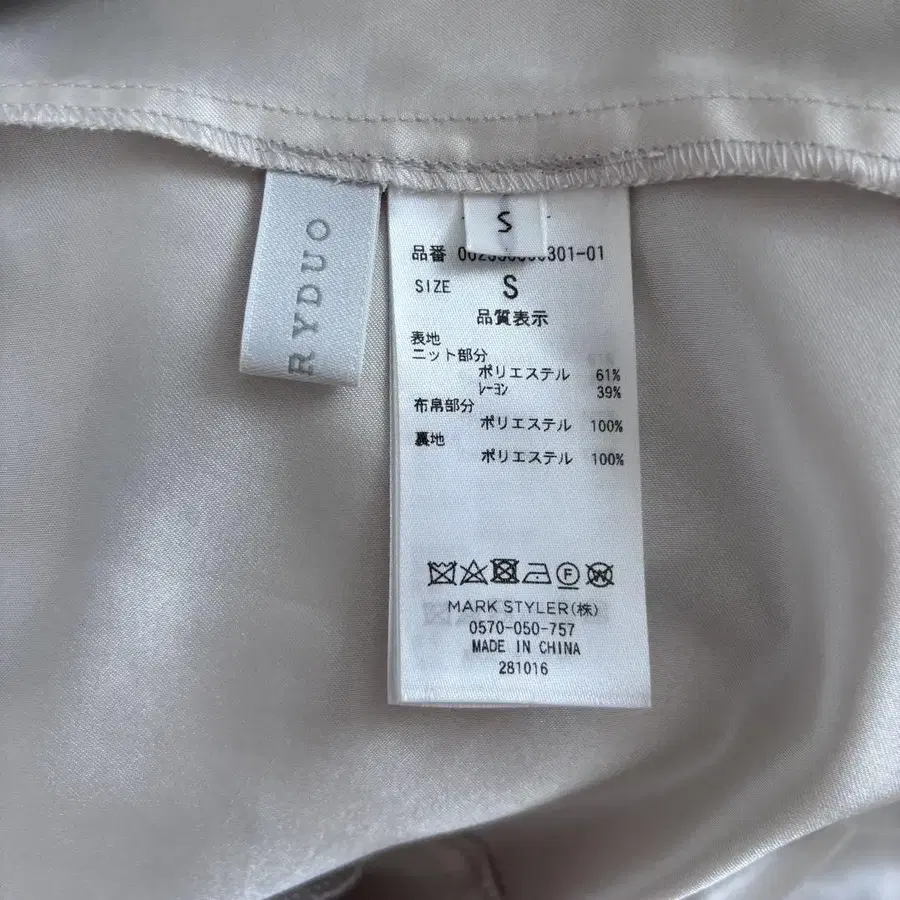 RYDUO
S
品番 301-01
SIZE S
品質表示
表地
ニット部分
ポリエステル 61%
レーヨン 39%
布帛部分
ポリエステル 100%
裏地
ポリエステル 100%
MARK STYLER(株)
0570-050-757
MADE IN CHINA
281016